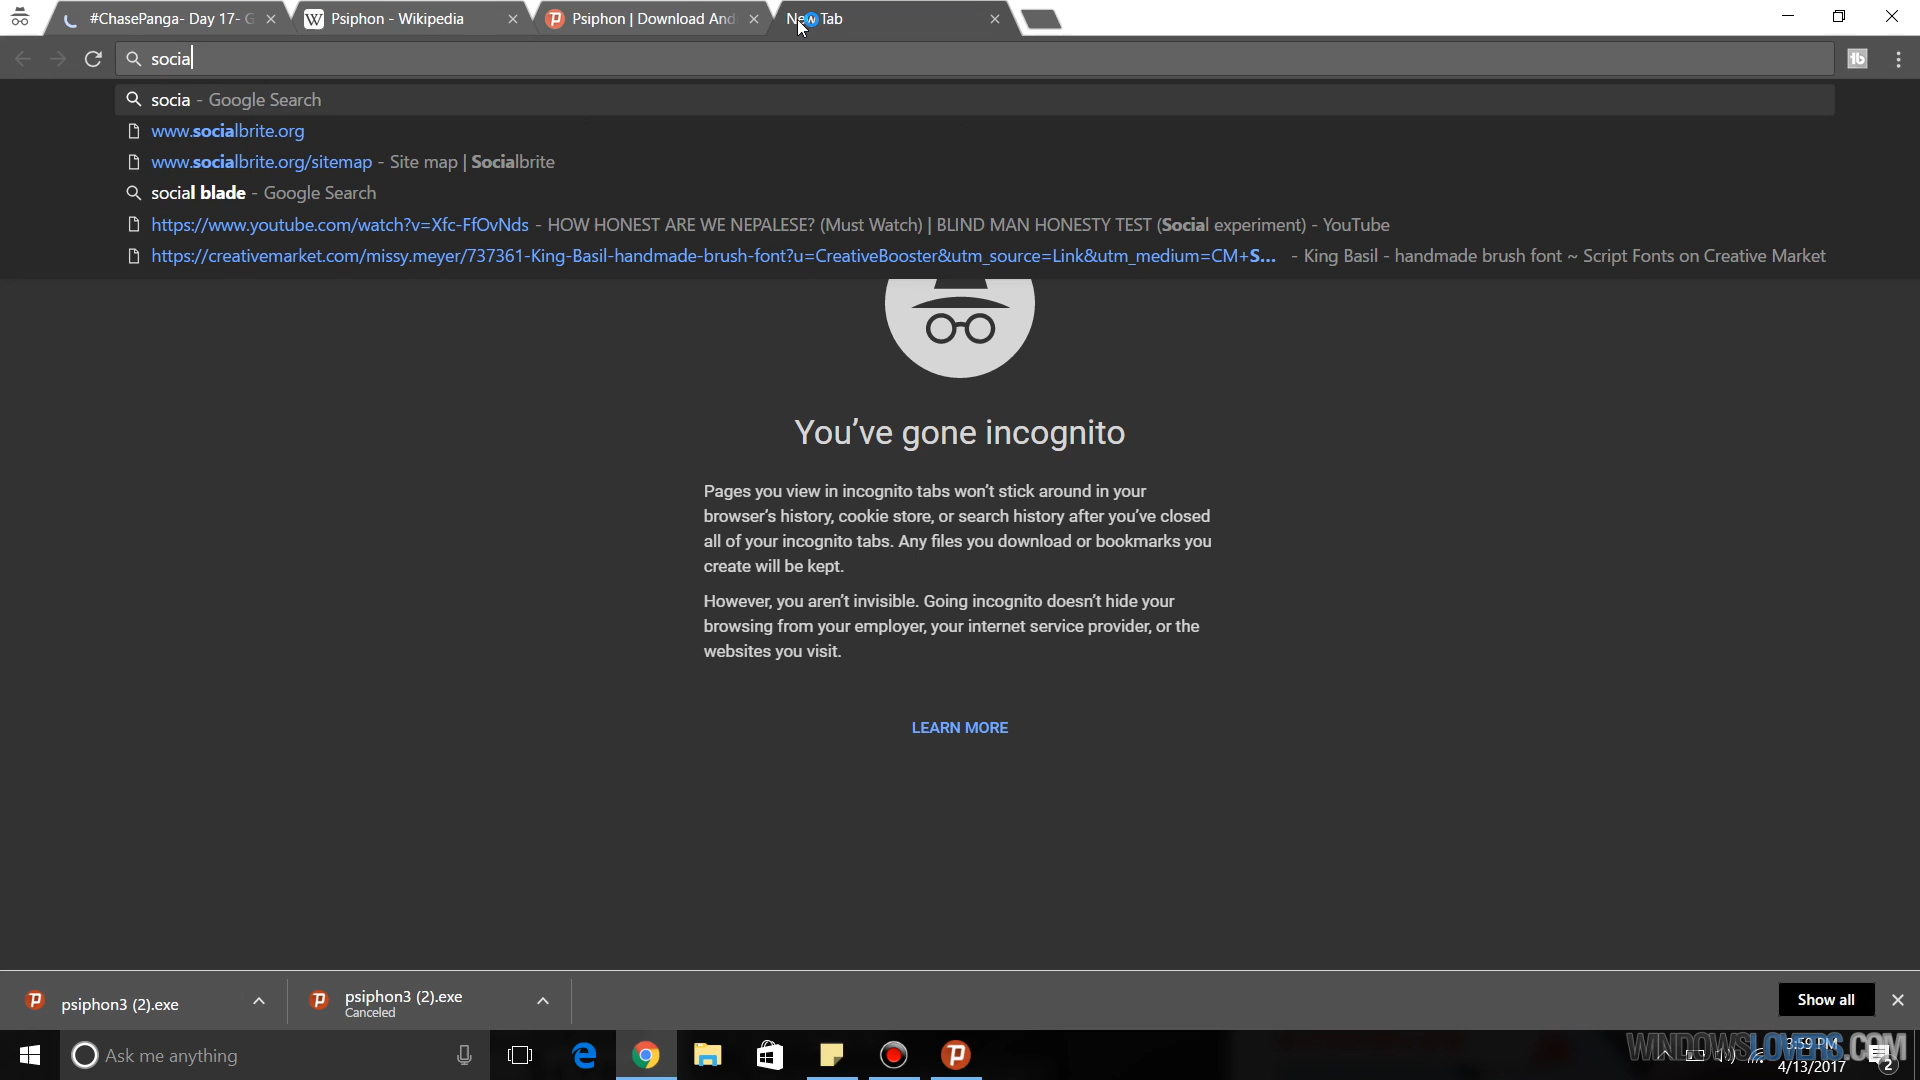 #ChasePanga- Day 17- G
Psiphon - Wikipedia
Psiphon | Download And
Tab
socia
socia - Google Search
www.socialbrite.org
www.socialbrite.org/sitemap - Site map | Socialbrite
social blade - Google Search
https://www.youtube.com/watch?v=Xfc-FfOvNds - HOW HONEST ARE WE NEPALESE? (Must Watch) | BLIND MAN HONESTY TEST (Social experiment) - YouTube
https://creativemarket.com/missy.meyer/737361-King-Basil-handmade-brush-font?u=CreativeBooster&utm_source=Link&utm_medium=CM+S... - King Basil - handmade brush font ~ Script Fonts on Creative Market
You've gone incognito
Pages you view in incognito tabs won't stick around in your
browser's history, cookie store, or search history after you've closed
all of your incognito tabs. Any files you download or bookmarks you
create will be kept.
However, you aren't invisible. Going incognito doesn't hide your
browsing from your employer, your internet service provider, or the
websites you visit.
LEARN MORE
psiphon3 (2).exe
psiphon3 (2).exe
Canceled
Show all
Ask me anything
WINDOWSLOVERS.COM
3:59 PM
4/13/2017
2